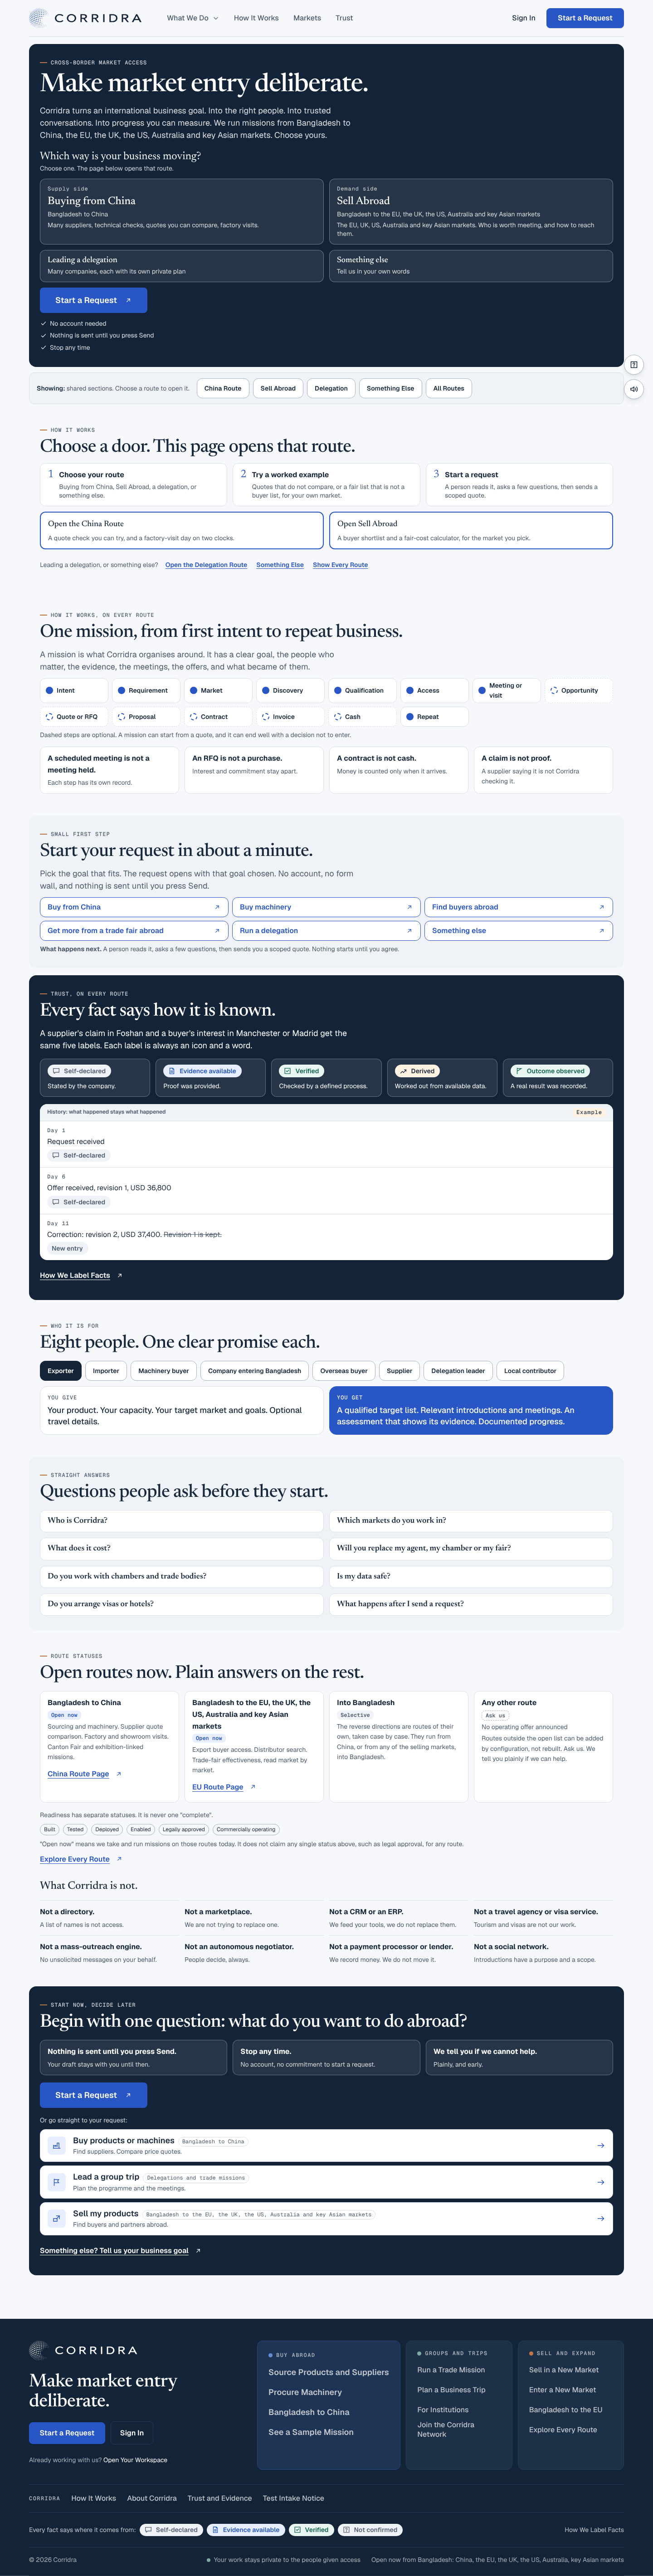 CORRIDRA
What We Do
How It Works
Markets
Trust
Sign In
Start a Request
CROSS-BORDER MARKET ACCESS
Make market entry deliberate.
Corridra turns an international business goal. Into the right people. Into trusted
conversations. Into progress you can measure. We run missions from Bangladesh to
China, the EU, the UK, the US, Australia and key Asian markets. Choose yours.
Which way is your business moving?
Choose one. The page below opens that route.
Supply side
Buying from China
Bangladesh to China
Many suppliers, technical checks, quotes you can compare, factory visits.
Demand side
Sell Abroad
Bangladesh to the EU, the UK, the US, Australia and key Asian markets
The EU, UK, US, Australia and key Asian markets. Who is worth meeting, and how to reach
them.
Leading a delegation
Many companies, each with its own private plan
Something else
Tell us in your own words
Start a Request
No account needed
Nothing is sent until you press Send
Stop any time
Showing: shared sections. Choose a route to open it.
China Route
Sell Abroad
Delegation
Something Else
All Routes
HOW IT WORKS
Choose a door. This page opens that route.
1 Choose your route
Buying from China, Sell Abroad, a delegation, or
something else.
2 Try a worked example
Quotes that do not compare, or a fair list that is not a
buyer list, for your own market.
3 Start a request
A person reads it, asks a few questions, then sends a
scoped quote.
Open the China Route
A quote check you can try, and a factory-visit day on two clocks.
Open Sell Abroad
A buyer shortlist and a fair-cost calculator, for the market you pick.
Leading a delegation, or something else?
Open the Delegation Route
Something Else
Show Every Route
HOW IT WORKS, ON EVERY ROUTE
One mission, from first intent to repeat business.
A mission is what Corridra organises around. It has a clear goal, the people who
matter, the evidence, the meetings, the offers, and what became of them.
Intent
Requirement
Market
Discovery
Qualification
Access
Meeting or
visit
Opportunity
Quote or RFQ
Proposal
Contract
Invoice
Cash
Repeat
Dashed steps are optional. A mission can start from a quote, and it can end well with a decision not to enter.
A scheduled meeting is not a
meeting held.
Each step has its own record.
An RFQ is not a purchase.
Interest and commitment stay apart.
A contract is not cash.
Money is counted only when it arrives.
A claim is not proof.
A supplier saying it is not Corridra
checking it.
SMALL FIRST STEP
Start your request in about a minute.
Pick the goal that fits. The request opens with that goal chosen. No account, no form
wall, and nothing is sent until you press Send.
Buy from China
Buy machinery
Find buyers abroad
Get more from a trade fair abroad
Run a delegation
Something else
What happens next. A person reads it, asks a few questions, then sends you a scoped quote. Nothing starts until you agree.
TRUST, ON EVERY ROUTE
Every fact says how it is known.
A supplier's claim in Foshan and a buyer's interest in Manchester or Madrid get the
same five labels. Each label is always an icon and a word.
Self-declared
Stated by the company.
Evidence available
Proof was provided.
Verified
Checked by a defined process.
Derived
Worked out from available data.
Outcome observed
A real result was recorded.
History: what happened stays what happened
Example
Day 1
Request received
Self-declared
Day 6
Offer received, revision 1, USD 36,800
Self-declared
Day 11
Correction: revision 2, USD 37,400. Revision 1 is kept.
New entry
How We Label Facts
WHO IT IS FOR
Eight people. One clear promise each.
Exporter
Importer
Machinery buyer
Company entering Bangladesh
Overseas buyer
Supplier
Delegation leader
Local contributor
YOU GIVE
Your product. Your capacity. Your target market and goals. Optional
travel details.
YOU GET
A qualified target list. Relevant introductions and meetings. An
assessment that shows its evidence. Documented progress.
STRAIGHT ANSWERS
Questions people ask before they start.
Who is Corridra?
Which markets do you work in?
What does it cost?
Will you replace my agent, my chamber or my fair?
Do you work with chambers and trade bodies?
Is my data safe?
Do you arrange visas or hotels?
What happens after I send a request?
ROUTE STATUSES
Open routes now. Plain answers on the rest.
Bangladesh to China
Open now
Sourcing and machinery. Supplier quote
comparison. Factory and showroom visits.
Canton Fair and exhibition-linked
missions.
China Route Page
Bangladesh to the EU, the UK, the
US, Australia and key Asian
markets
Open now
Export buyer access. Distributor search.
Trade-fair effectiveness, read market by
market.
EU Route Page
Into Bangladesh
Selective
The reverse directions are routes of their
own, taken case by case. They run from
China, or from any of the selling markets,
into Bangladesh.
Any other route
Ask us
No operating offer announced
Routes outside the open list can be added
by configuration, not rebuilt. Ask us. We
tell you plainly if we can help.
Readiness has separate statuses. It is never one "complete".
Built
Tested
Deployed
Enabled
Legally approved
Commercially operating
"Open now" means we take and run missions on those routes today. It does not claim any single status above, such as legal approval, for any route.
Explore Every Route
What Corridra is not.
Not a directory.
A list of names is not access.
Not a marketplace.
We are not trying to replace one.
Not a CRM or an ERP.
We feed your tools, we do not replace them.
Not a travel agency or visa service.
Tourism and visas are not our work.
Not a mass-outreach engine.
No unsolicited messages on your behalf.
Not an autonomous negotiator.
People decide, always.
Not a payment processor or lender.
We record money. We do not move it.
Not a social network.
Introductions have a purpose and a scope.
START NOW, DECIDE LATER
Begin with one question: what do you want to do abroad?
Nothing is sent until you press Send.
Your draft stays with you until then.
Stop any time.
No account, no commitment to start a request.
We tell you if we cannot help.
Plainly, and early.
Start a Request
Or go straight to your request:
Buy products or machines
Bangladesh to China
Find suppliers. Compare price quotes.
Lead a group trip
Delegations and trade missions
Plan the programme and the meetings.
Sell my products
Bangladesh to the EU, the UK, the US, Australia and key Asian markets
Find buyers and partners abroad.
Something else? Tell us your business goal
CORRIDRA
Make market entry
deliberate.
Start a Request
Sign In
Already working with us? Open Your Workspace
BUY ABROAD
Source Products and Suppliers
Procure Machinery
Bangladesh to China
See a Sample Mission
GROUPS AND TRIPS
Run a Trade Mission
Plan a Business Trip
For Institutions
Join the Corridra
Network
SELL AND EXPAND
Sell in a New Market
Enter a New Market
Bangladesh to the EU
Explore Every Route
CORRIDRA
How It Works
About Corridra
Trust and Evidence
Test Intake Notice
Every fact says where it comes from:
Self-declared
Evidence available
Verified
Not confirmed
How We Label Facts
© 2026 Corridra
Your work stays private to the people given access
Open now from Bangladesh: China, the EU, the UK, the US, Australia, key Asian markets